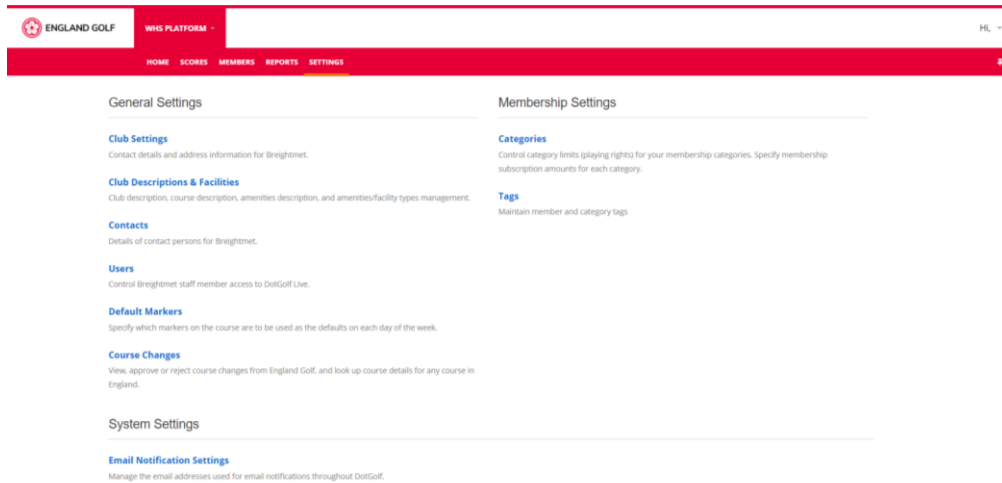 ENGLAND GOLF
WHS PLATFORM
Hi,
HOME SCORES MEMBERS REPORTS SETTINGS
General Settings
Club Settings
Contact details and address information for Breightmet.
Club Descriptions & Facilities
Club description, course description, amenities description, and amenities/facility types management.
Contacts
Details of contact persons for Breightmet.
Users
Control Breightmet staff member access to DotGolf Live.
Default Markers
Specify which markers on the course are to be used as the defaults on each day of the week.
Course Changes
View, approve or reject course changes from England Golf, and look up course details for any course in
England.
Membership Settings
Categories
Control category limits (playing rights) for your membership categories. Specify membership
subscription amounts for each category.
Tags
Maintain member and category tags
System Settings
Email Notification Settings
Manage the email addresses used for email notifications throughout DotGolf.